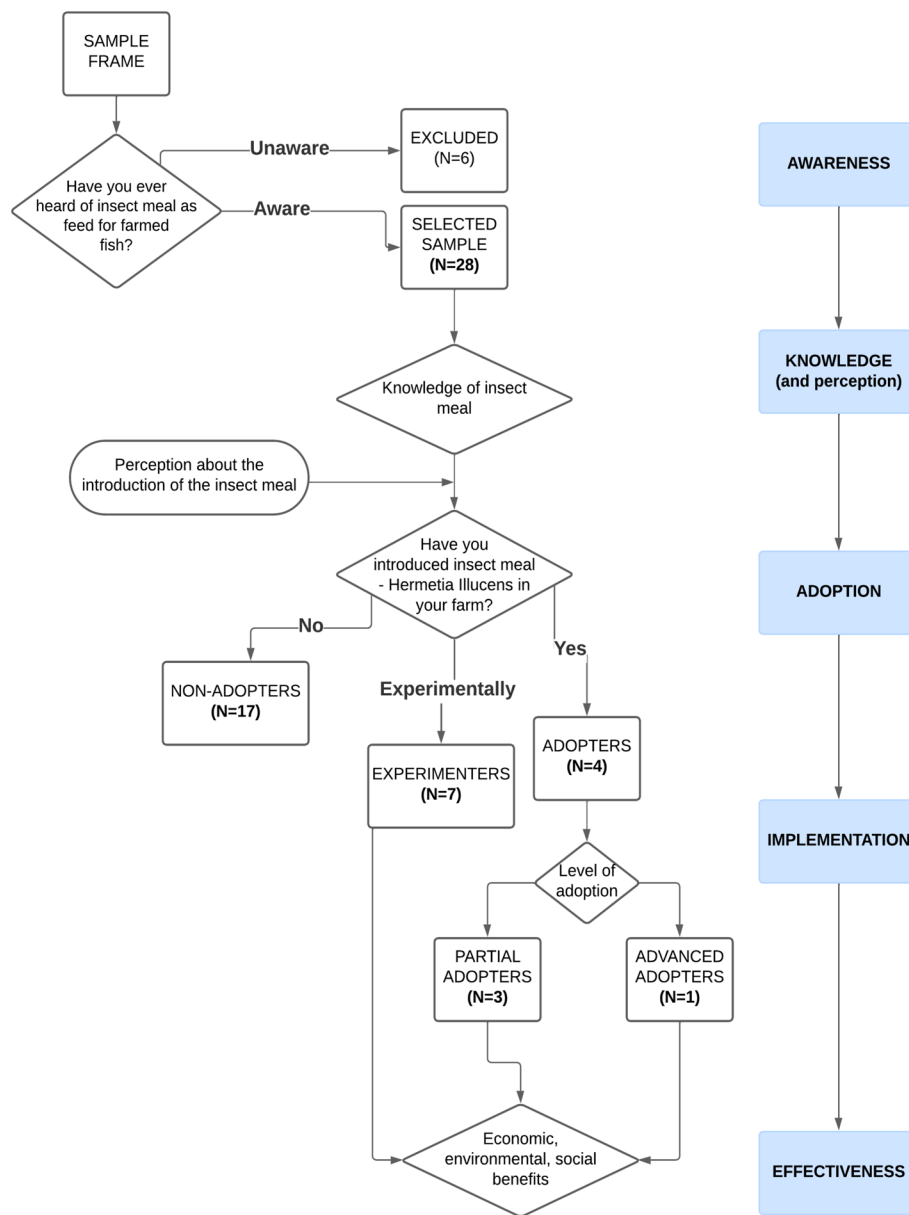 SAMPLE
FRAME
Have you ever
heard of insect meal as
feed for farmed
fish?
Unaware
EXCLUDED
(N=6)
Aware
SELECTED
SAMPLE
(N=28)
Knowledge of insect
meal
Perception about the
introduction of the insect meal
Have you
introduced insect meal
- Hermetia Illucens in
your farm?
No
NON-ADOPTERS
(N=17)
Experimentally
EXPERIMENTERS
(N=7)
Yes
ADOPTERS
(N=4)
Level of
adoption
PARTIAL
ADOPTERS
(N=3)
ADVANCED
ADOPTERS
(N=1)
Economic,
environmental, social
benefits
AWARENESS
KNOWLEDGE
(and perception)
ADOPTION
IMPLEMENTATION
EFFECTIVENESS